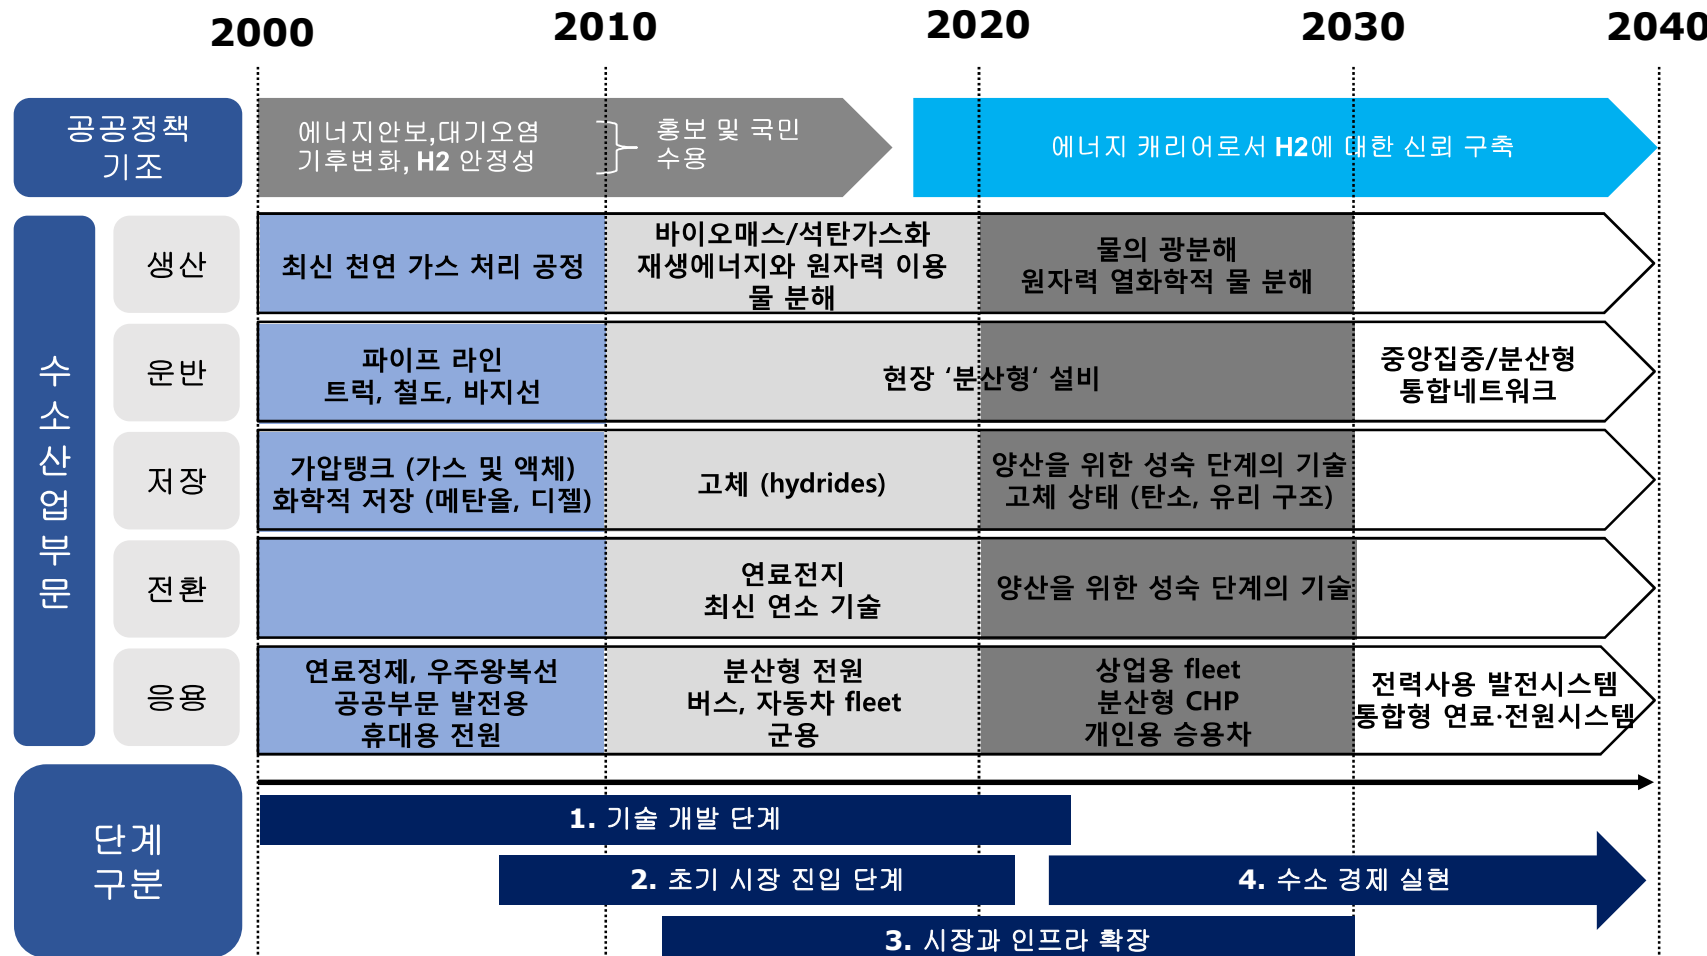 2000
2010
2020
2030
2040
공공정책
기조
에너지안보,대기오염
기후변화, H2 안정성
홍보 및 국민
수용
에너지 캐리어로서 H2에 대한 신뢰 구축
수소산업부문
생산
최신 천연 가스 처리 공정
바이오매스/석탄가스화
재생에너지와 원자력 이용
물 분해
물의 광분해
원자력 열화학적 물 분해
운반
파이프 라인
트럭, 철도, 바지선
현장 ‘분산형‘ 설비
중앙집중/분산형
통합네트워크
저장
가압탱크 (가스 및 액체)
화학적 저장 (메탄올, 디젤)
고체 (hydrides)
양산을 위한 성숙 단계의 기술
고체 상태 (탄소, 유리 구조)
전환
연료전지
최신 연소 기술
양산을 위한 성숙 단계의 기술
응용
연료정제, 우주왕복선
공공부문 발전용
휴대용 전원
분산형 전원
버스, 자동차 fleet
군용
상업용 fleet
분산형 CHP
개인용 승용차
전력사용 발전시스템
통합형 연료·전원시스템
단계
구분
1. 기술 개발 단계
2. 초기 시장 진입 단계
4. 수소 경제 실현
3. 시장과 인프라 확장